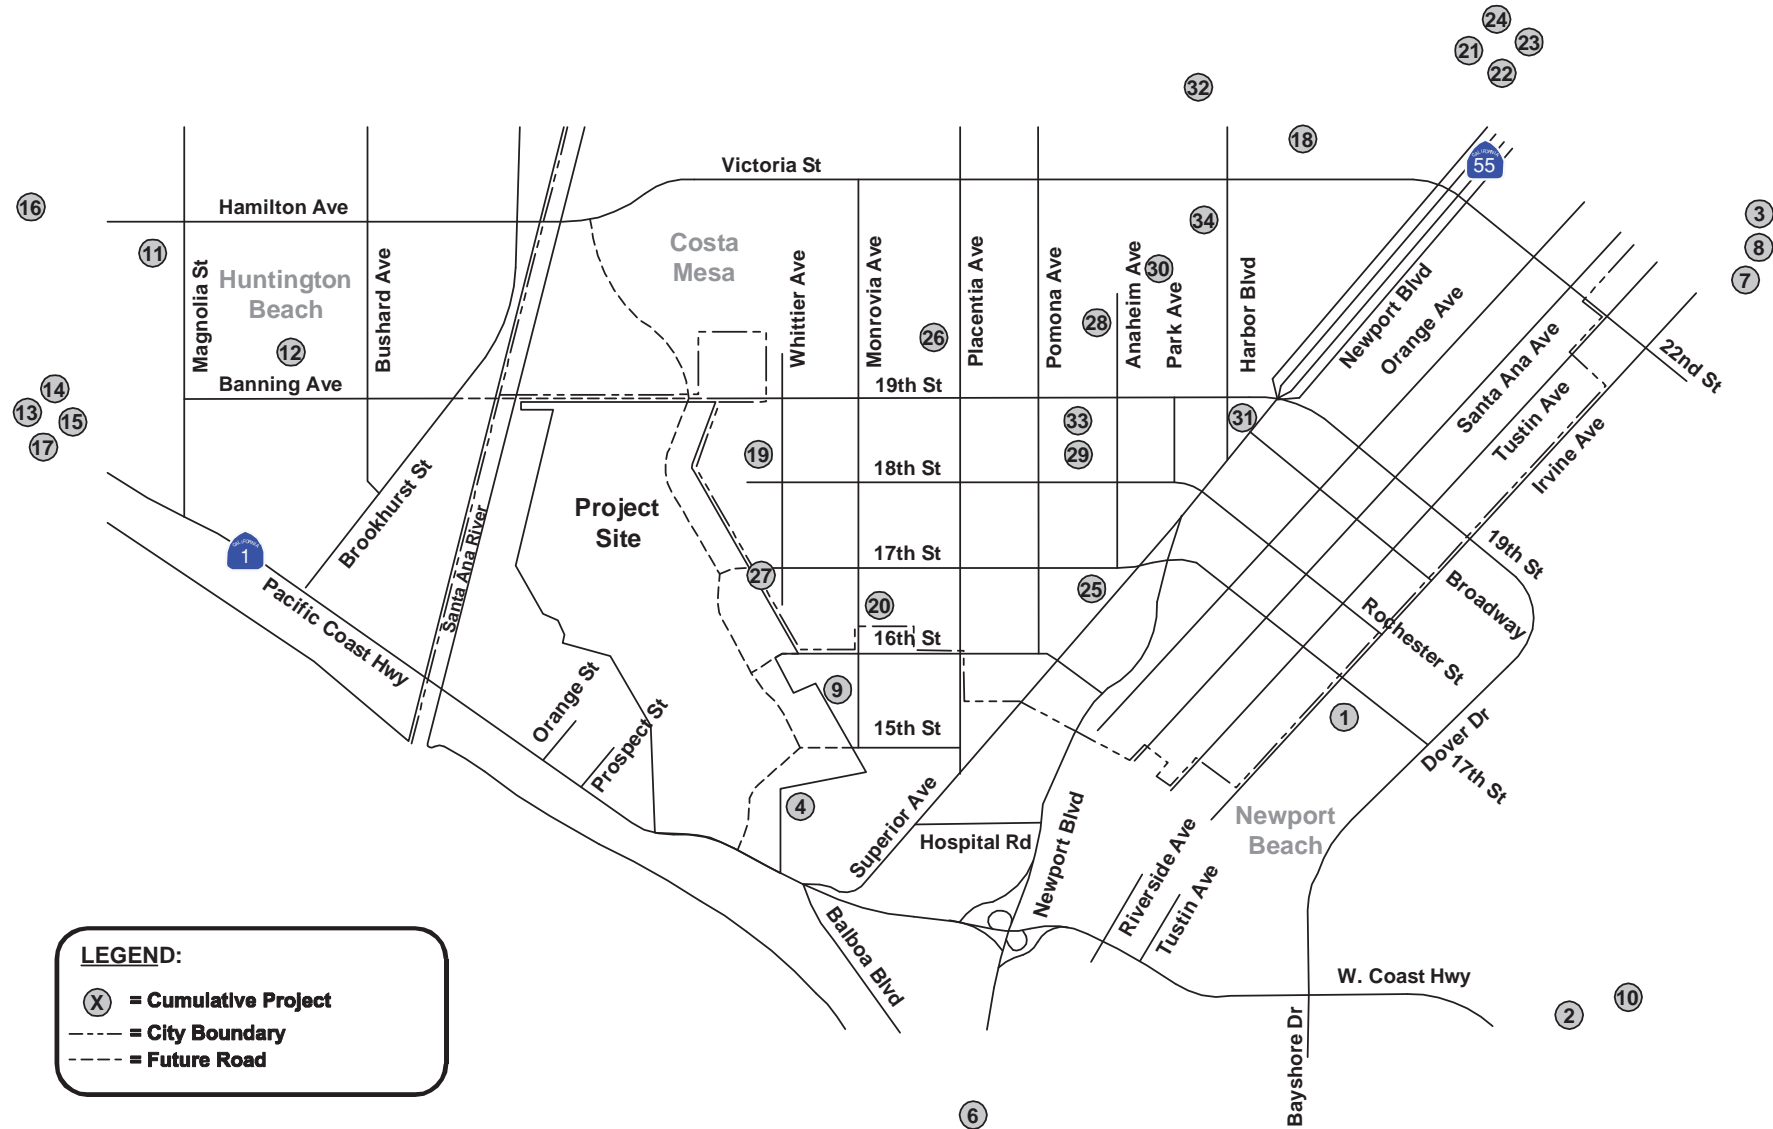 24
21
23
22
32
18
CALIFORNIA
55
Victoria St
16
Hamilton Ave
3
34
8
11
Costa
Mesa
30
7
Huntington
Beach
Magnolia St
Bushard Ave
Whittier Ave
Monrovia Ave
Placentia Ave
Pomona Ave
Anaheim Ave
Park Ave
Harbor Blvd
Newport Blvd
Orange Ave
Santa Ana Ave
Tustin Ave
Irvine Ave
22nd St
26
28
12
Banning Ave
19th St
14
13
15
17
33
31
19
29
18th St
Brookhurst St
Santa Ana River
Project
Site
CALIFORNIA
1
Pacific Coast Hwy
17th St
27
25
20
16th St
19th St
Broadway
Rochester St
9
1
Orange St
Prospect St
15th St
Dover Dr
17th St
4
Superior Ave
Hospital Rd
Newport Blvd
Newport
Beach
Riverside Ave
Tustin Ave
Balboa Blvd
W. Coast Hwy
Bayshore Dr
10
2
6
LEGEND:
X = Cumulative Project
= City Boundary
= Future Road